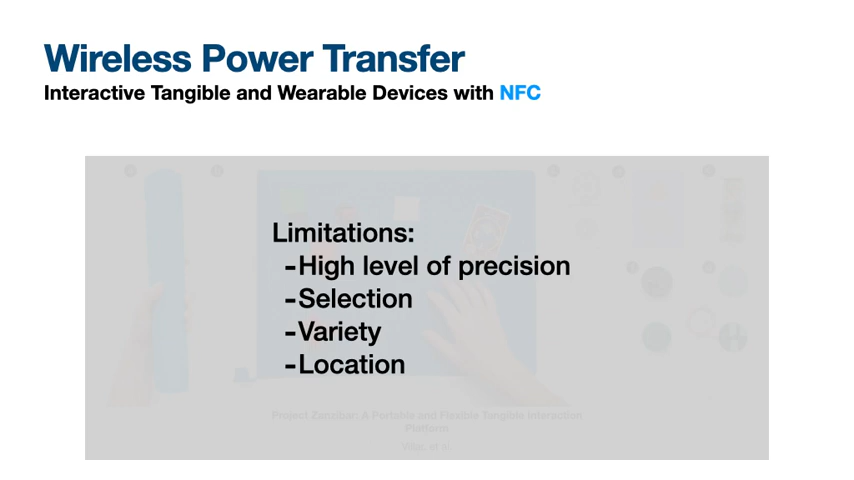 Wireless Power Transfer
Interactive Tangible and Wearable Devices with NFC
Limitations:
-High level of precision
-Selection
-Variety
-Location
Project Zanzibar: A Portable and Flexible Tangible Interaction
Platform
Villar, et al.